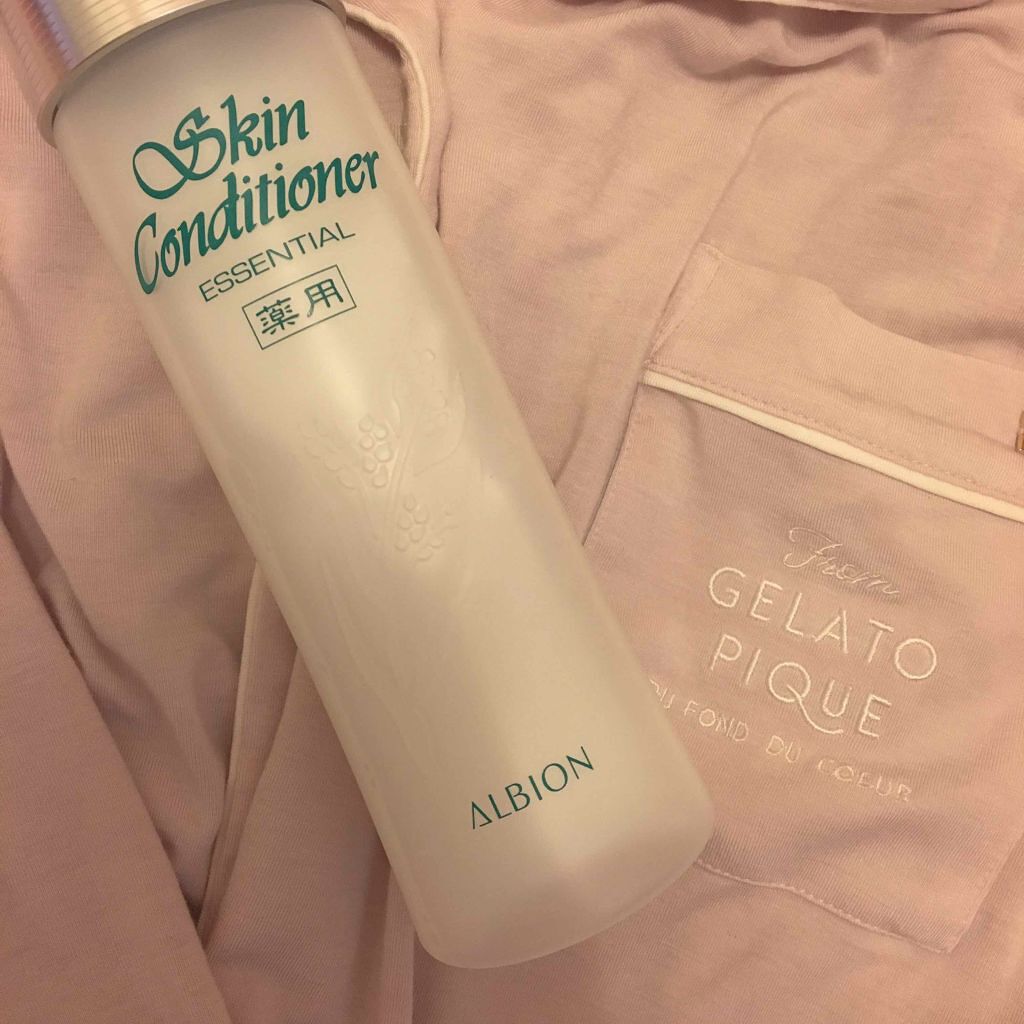 Skin
Conditioner
ESSENTIAL
薬用
ALBION
From
GELATO
PIQUE
DU FOND DU COEUR